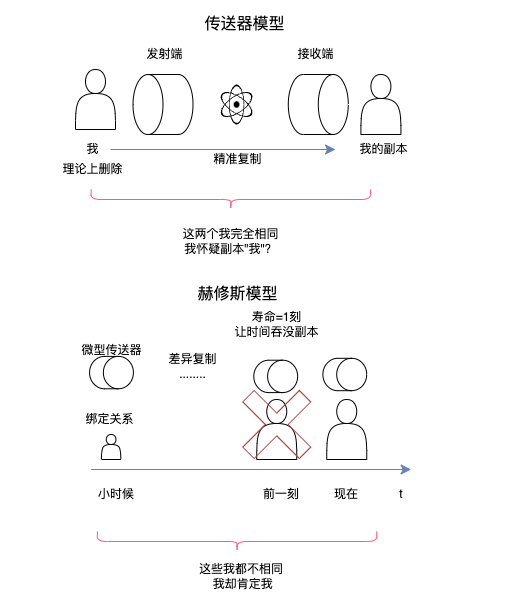 传送器模型
发射端
接收端
我
理论上删除
精准复制
我的副本
这两个我完全相同
我怀疑副本"我"?
赫修斯模型
寿命=1刻
让时间吞没副本
微型传送器
差异复制
........
绑定关系
小时候
前一刻
现在
t
这些我都不相同
我却肯定我